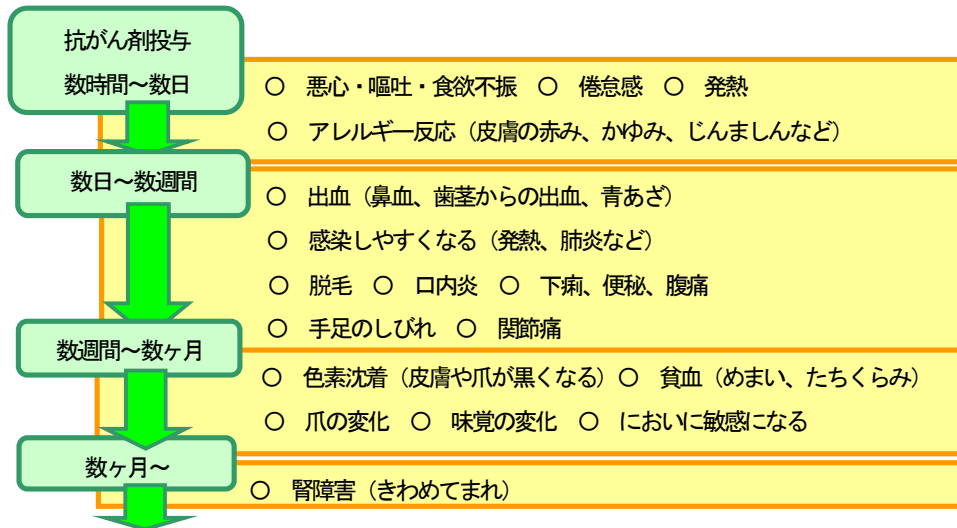 抗がん剤投与
数時間～数日
○ 悪心・嘔吐・食欲不振 ○ 倦怠感 ○ 発熱
○ アレルギー反応（皮膚の赤み、かゆみ、じんましんなど）
数日～数週間
○ 出血（鼻血、歯茎からの出血、青あざ）
○ 感染しやすくなる（発熱、肺炎など）
○ 脱毛 ○ 口内炎 ○ 下痢、便秘、腹痛
○ 手足のしびれ ○ 関節痛
数週間～数ヶ月
○ 色素沈着（皮膚や爪が黒くなる）○ 貧血（めまい、たちくらみ）
○ 爪の変化 ○ 味覚の変化 ○ においに敏感になる
数ヶ月～
○ 腎障害（きわめてまれ）